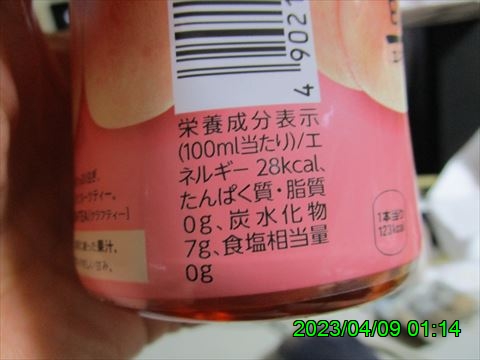 4902
栄養成分表示
(100ml当たり)/エ
ネルギー 28kcal、
たんぱく質・脂質
0g、炭水化物
7g、食塩相当量
0g
1本当り
123kcal
2023/04/09 01:14